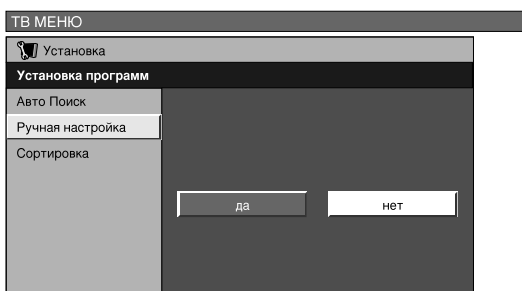 ТВ МЕНЮ
Установка
Установка программ
Авто Поиск
Ручная настройка
Сортировка
да нет